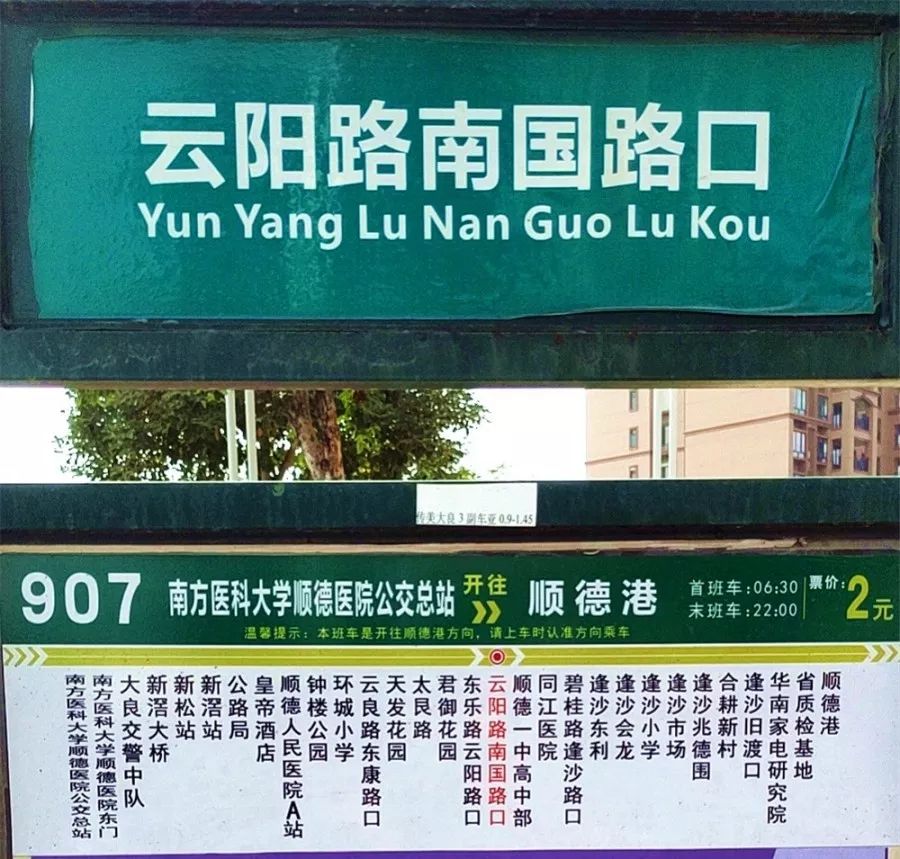 云阳路南国路口
Yun Yang Lu Nan Guo Lu Kou
传美大良3副车亚0.9-1.45
907 南方医科大学顺德医院公交总站 开往 顺德港 首班车:06:30 末班车:22:00 票价:2元
温馨提示：本班车是开往顺德港方向，请上车时认准方向乘车
南方医科大学顺德医院公交总站
南方医科大学顺德医院东门
大良交警中队
新滘大桥
新松站
新滘站
公路局
皇帝酒店
顺德人民医院A站
钟楼公园
环城小学
云良路东康路口
天发花园
太艮路
君御花园
东乐路云阳路口
云阳路南国路口
顺德一中高中部
同江医院
碧桂路逢沙路口
逢沙东利
逢沙会龙
逢沙小学
逢沙市场
逢沙兆德围
合耕新村
逢沙旧渡口
华南家电研究院
省质检基地
顺德港